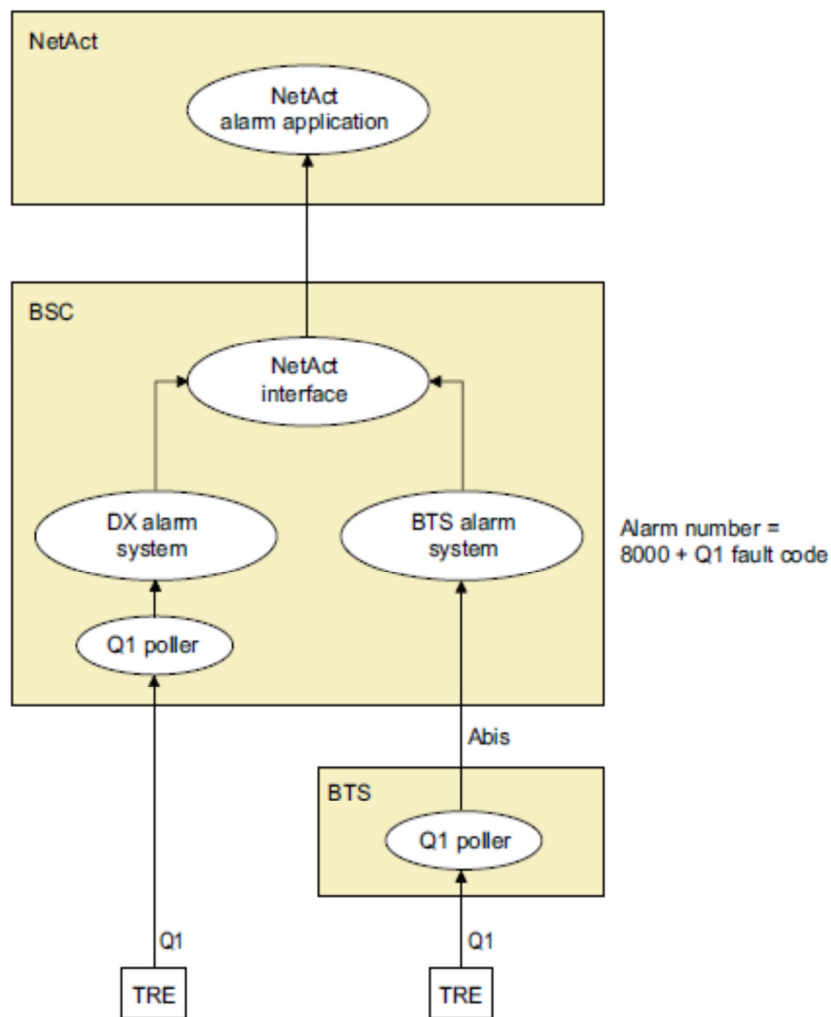 NetAct
NetAct
alarm application
BSC
NetAct
interface
DX alarm
system
BTS alarm
system
Alarm number =
8000 + Q1 fault code
Q1 poller
Abis
BTS
Q1 poller
Q1
Q1
TRE
TRE